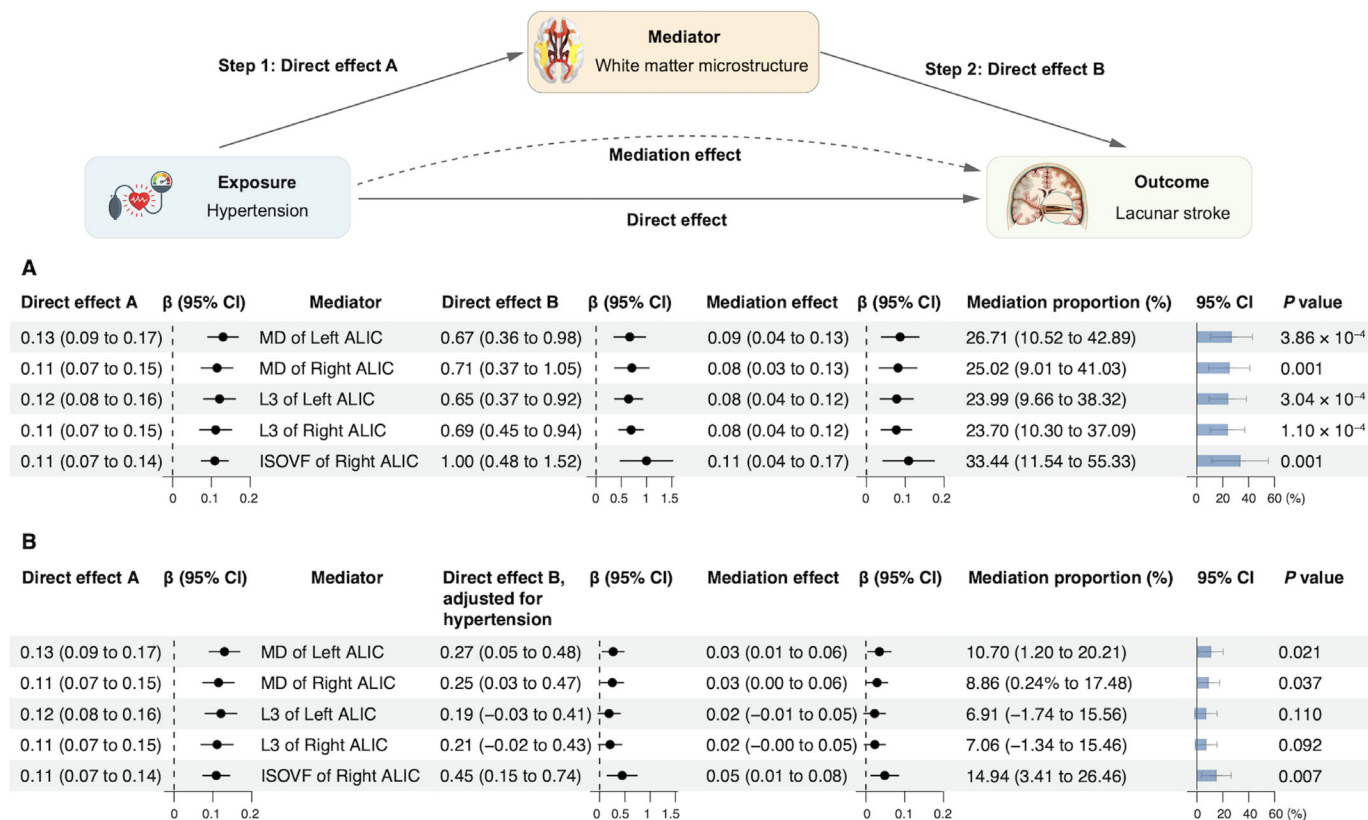 Mediator
White matter microstructure
Step 1: Direct effect A
Step 2: Direct effect B
Mediation effect
Exposure
Hypertension
Outcome
Lacunar stroke
Direct effect
A
Direct effect A β (95% CI) Mediator Direct effect B β (95% CI) Mediation effect β (95% CI) Mediation proportion (%) 95% CI P value
0.13 (0.09 to 0.17) MD of Left ALIC 0.67 (0.36 to 0.98) 0.09 (0.04 to 0.13) 26.71 (10.52 to 42.89) 3.86 × 10⁻⁴
0.11 (0.07 to 0.15) MD of Right ALIC 0.71 (0.37 to 1.05) 0.08 (0.03 to 0.13) 25.02 (9.01 to 41.03) 0.001
0.12 (0.08 to 0.16) L3 of Left ALIC 0.65 (0.37 to 0.92) 0.08 (0.04 to 0.12) 23.99 (9.66 to 38.32) 3.04 × 10⁻⁴
0.11 (0.07 to 0.15) L3 of Right ALIC 0.69 (0.45 to 0.94) 0.08 (0.04 to 0.12) 23.70 (10.30 to 37.09) 1.10 × 10⁻⁴
0.11 (0.07 to 0.14) ISOVF of Right ALIC 1.00 (0.48 to 1.52) 0.11 (0.04 to 0.17) 33.44 (11.54 to 55.33) 0.001
0 0.1 0.2 0 0.5 1 1.5 0 0.1 0.2 0 20 40 60 (%)
B
Direct effect A β (95% CI) Mediator Direct effect B, β (95% CI) Mediation effect β (95% CI) Mediation proportion (%) 95% CI P value
adjusted for
hypertension
0.13 (0.09 to 0.17) MD of Left ALIC 0.27 (0.05 to 0.48) 0.03 (0.01 to 0.06) 10.70 (1.20 to 20.21) 0.021
0.11 (0.07 to 0.15) MD of Right ALIC 0.25 (0.03 to 0.47) 0.03 (0.00 to 0.06) 8.86 (0.24% to 17.48) 0.037
0.12 (0.08 to 0.16) L3 of Left ALIC 0.19 (−0.03 to 0.41) 0.02 (−0.01 to 0.05) 6.91 (−1.74 to 15.56) 0.110
0.11 (0.07 to 0.15) L3 of Right ALIC 0.21 (−0.02 to 0.43) 0.02 (−0.00 to 0.05) 7.06 (−1.34 to 15.46) 0.092
0.11 (0.07 to 0.14) ISOVF of Right ALIC 0.45 (0.15 to 0.74) 0.05 (0.01 to 0.08) 14.94 (3.41 to 26.46) 0.007
0 0.1 0.2 0 0.5 1 1.5 0 0.1 0.2 0 20 40 60 (%)